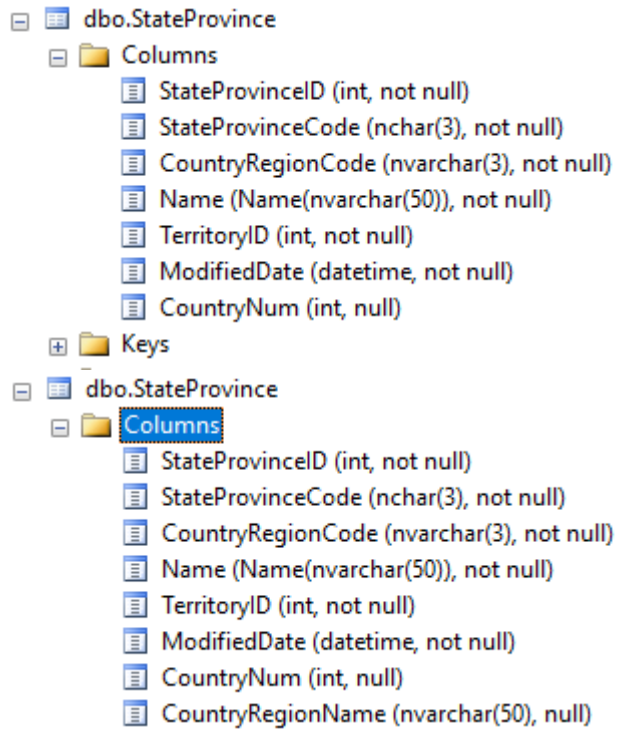 dbo.StateProvince
Columns
StateProvinceID (int, not null)
StateProvinceCode (nchar(3), not null)
CountryRegionCode (nvarchar(3), not null)
Name (Name(nvarchar(50)), not null)
TerritoryID (int, not null)
ModifiedDate (datetime, not null)
CountryNum (int, null)
Keys
dbo.StateProvince
Columns
StateProvinceID (int, not null)
StateProvinceCode (nchar(3), not null)
CountryRegionCode (nvarchar(3), not null)
Name (Name(nvarchar(50)), not null)
TerritoryID (int, not null)
ModifiedDate (datetime, not null)
CountryNum (int, null)
CountryRegionName (nvarchar(50), null)